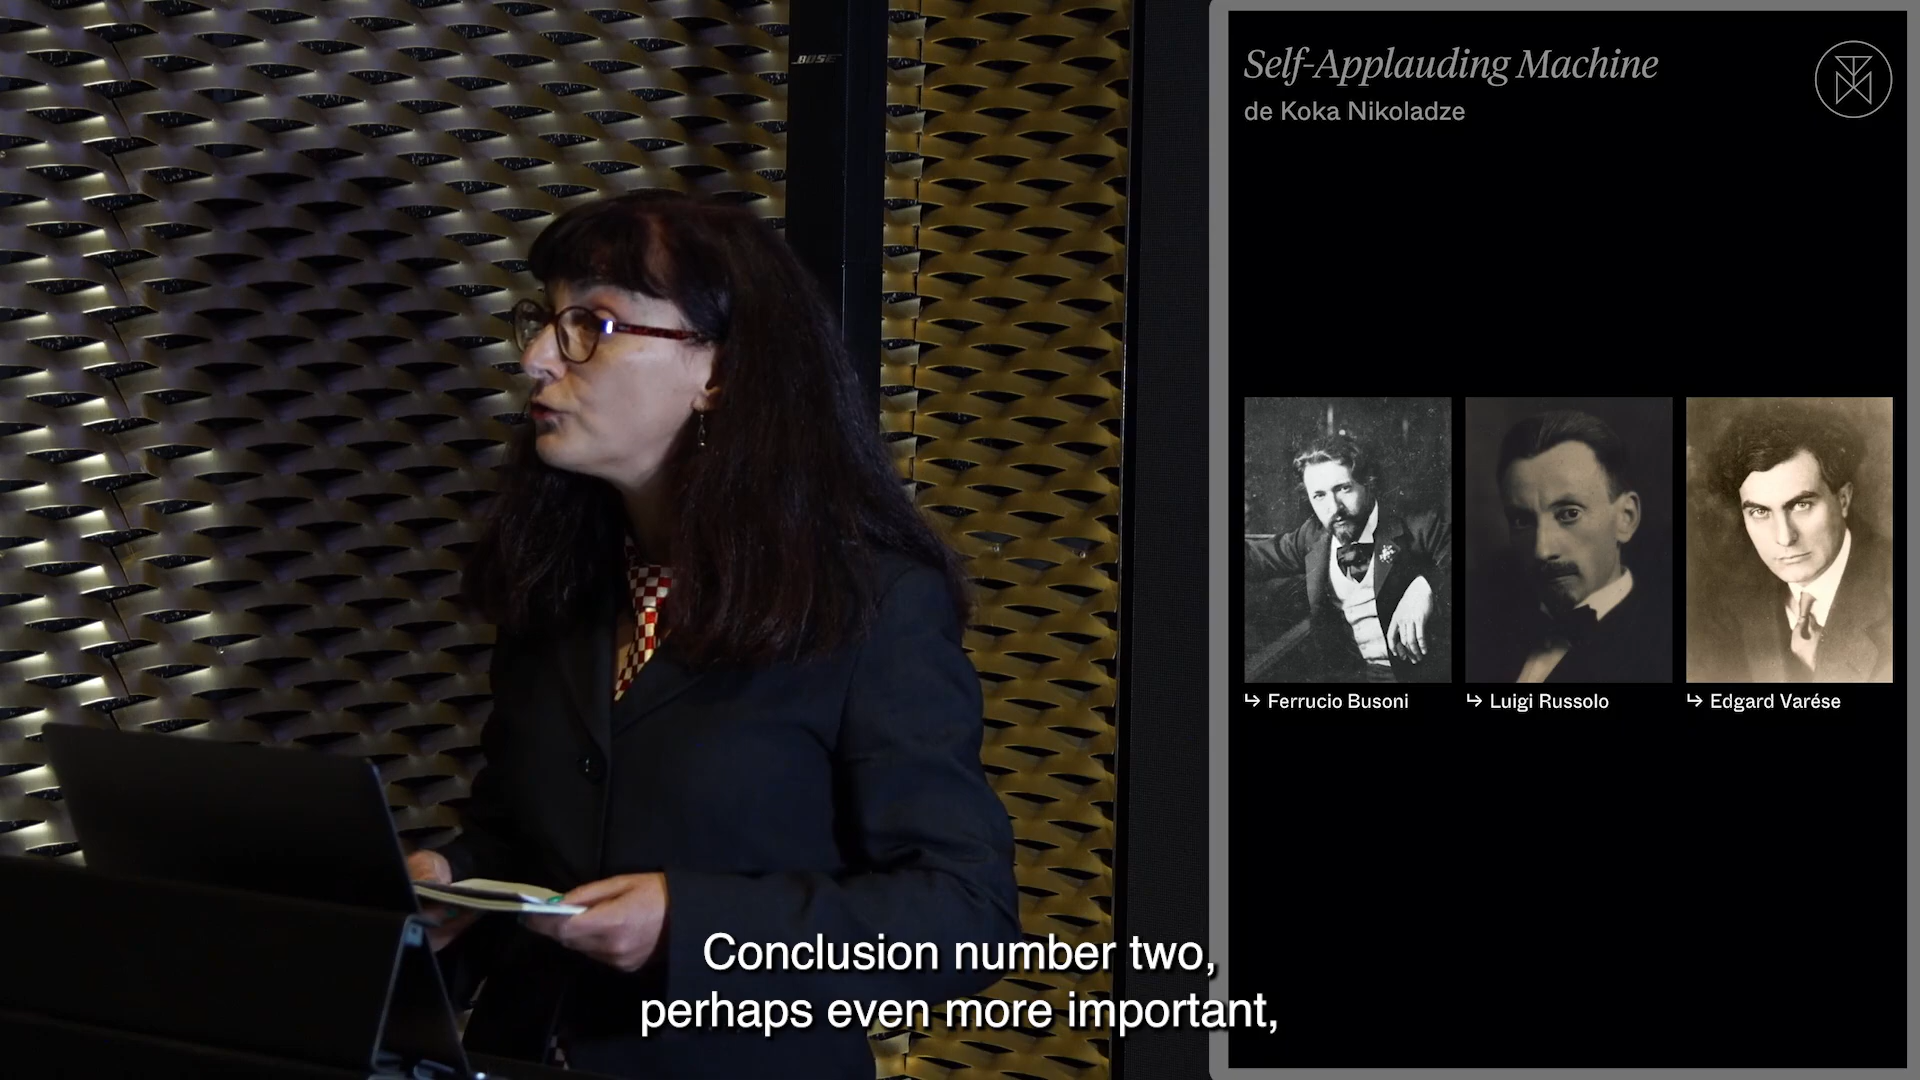 BOSE
Self-Applauding Machine
de Koka Nikoladze
↳ Ferrucio Busoni
↳ Luigi Russolo
↳ Edgard Varése
Conclusion number two,
perhaps even more important,